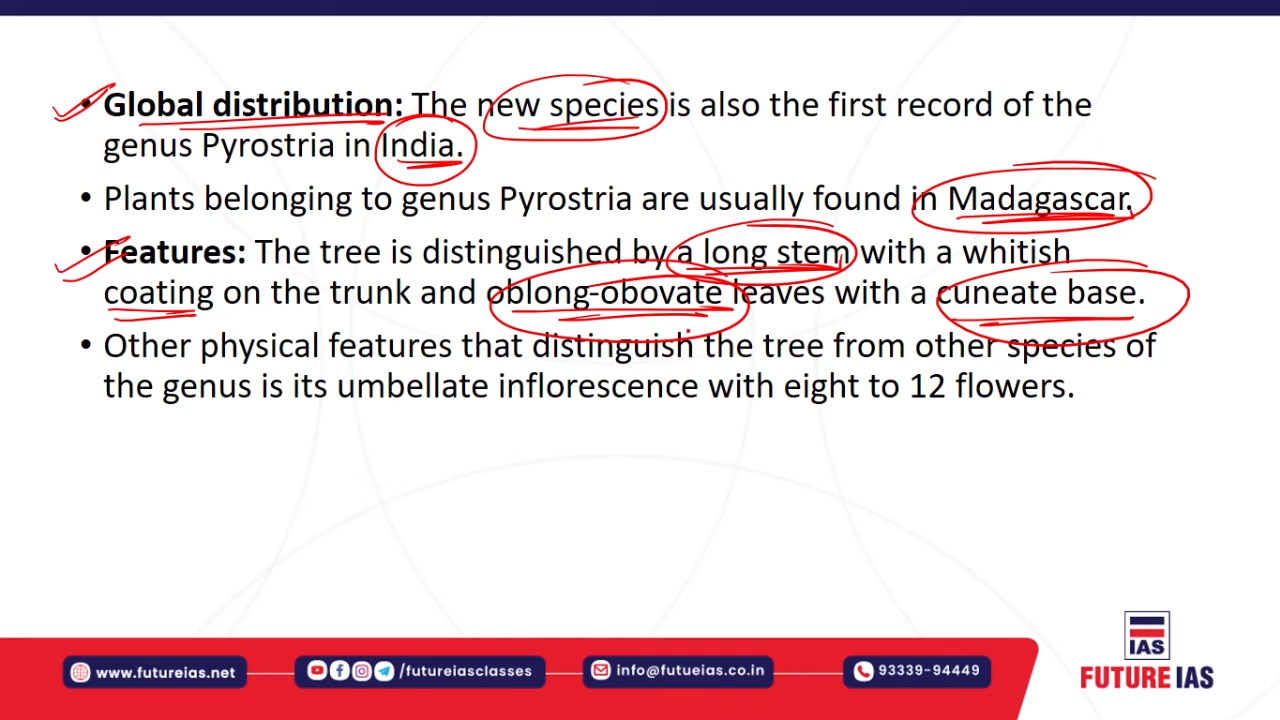 • Global distribution: The new species is also the first record of the
genus Pyrostria in India.
• Plants belonging to genus Pyrostria are usually found in Madagascar.
• Features: The tree is distinguished by a long stem with a whitish
coating on the trunk and oblong-obovate leaves with a cuneate base.
• Other physical features that distinguish the tree from other species of
the genus is its umbellate inflorescence with eight to 12 flowers.
IAS
FUTURE IAS
www.futureias.net
/futureiasclasses
info@futueias.co.in
93339-94449